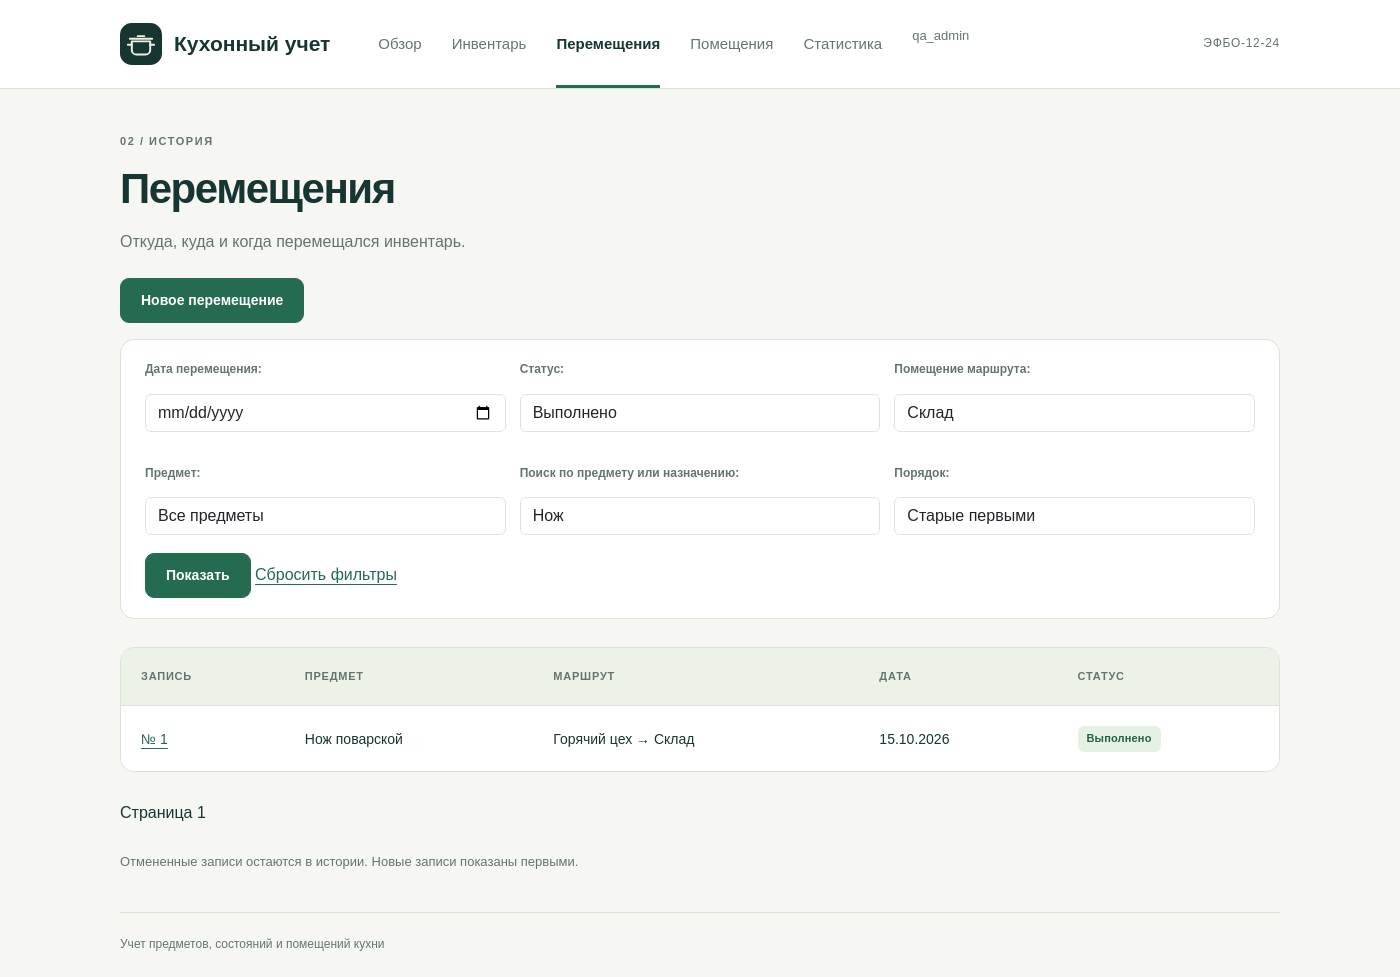 Кухонный учет
Обзор
Инвентарь
Перемещения
Помещения
Статистика
qa_admin
ЭФБО-12-24
02 / ИСТОРИЯ
Перемещения
Откуда, куда и когда перемещался инвентарь.
Новое перемещение
Дата перемещения: Статус: Помещение маршрута:
mm/dd/yyyy Выполнено Склад
Предмет: Поиск по предмету или назначению: Порядок:
Все предметы Нож Старые первыми
Показать Сбросить фильтры
ЗАПИСЬ ПРЕДМЕТ МАРШРУТ ДАТА СТАТУС
№ 1 Нож поварской Горячий цех → Склад 15.10.2026 Выполнено
Страница 1
Отмененные записи остаются в истории. Новые записи показаны первыми.
Учет предметов, состояний и помещений кухни